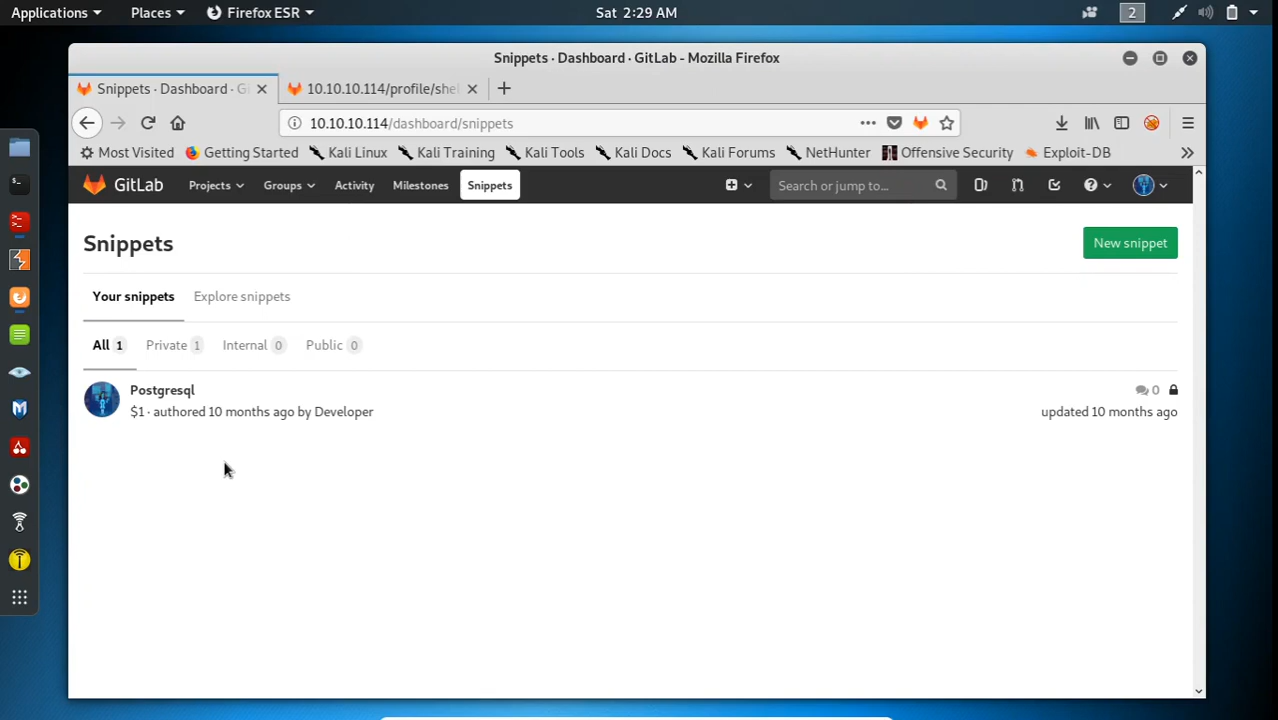 Applications Places Firefox ESR Sat 2:29 AM 2
Snippets · Dashboard · GitLab - Mozilla Firefox
Snippets · Dashboard · Gi 10.10.10.114/profile/shel
10.10.10.114/dashboard/snippets
Most Visited Getting Started Kali Linux Kali Training Kali Tools Kali Docs Kali Forums NetHunter Offensive Security Exploit-DB
GitLab Projects Groups Activity Milestones Snippets Search or jump to...
Snippets New snippet
Your snippets Explore snippets
All 1 Private 1 Internal 0 Public 0
Postgresql 0
$1 · authored 10 months ago by Developer updated 10 months ago